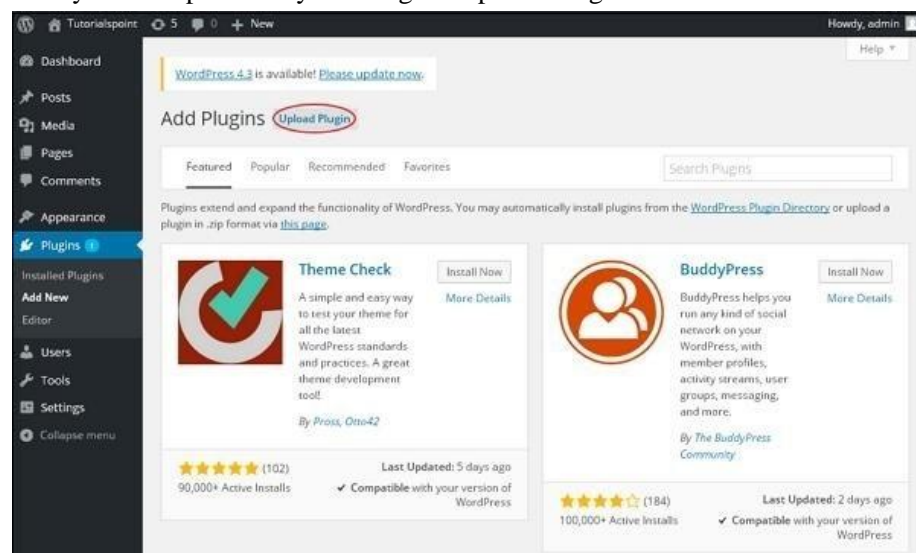 Tutorialspoint 5 0 + New Howdy, admin
Help
Dashboard
Posts
Media
Pages
Comments
Appearance
Plugins 1
Installed Plugins
Add New
Editor
Users
Tools
Settings
Collapse menu
WordPress 4.3 is available! Please update now.
Add Plugins Upload Plugin
Featured Popular Recommended Favorites Search Plugins
Plugins extend and expand the functionality of WordPress. You may automatically install plugins from the WordPress Plugin Directory or upload a
plugin in .zip format via this page.
Theme Check Install Now
More Details
A simple and easy way
to test your theme for
all the latest
WordPress standards
and practices. A great
theme development
tool!
By Pross, Otto42
(102)
90,000+ Active Installs
Last Updated: 5 days ago
✔ Compatible with your version of
WordPress
BuddyPress Install Now
More Details
BuddyPress helps you
run any kind of social
network on your
WordPress, with
member profiles,
activity streams, user
groups, messaging,
and more.
By The BuddyPress
Community
(184)
100,000+ Active Installs
Last Updated: 2 days ago
✔ Compatible with your version of
WordPress